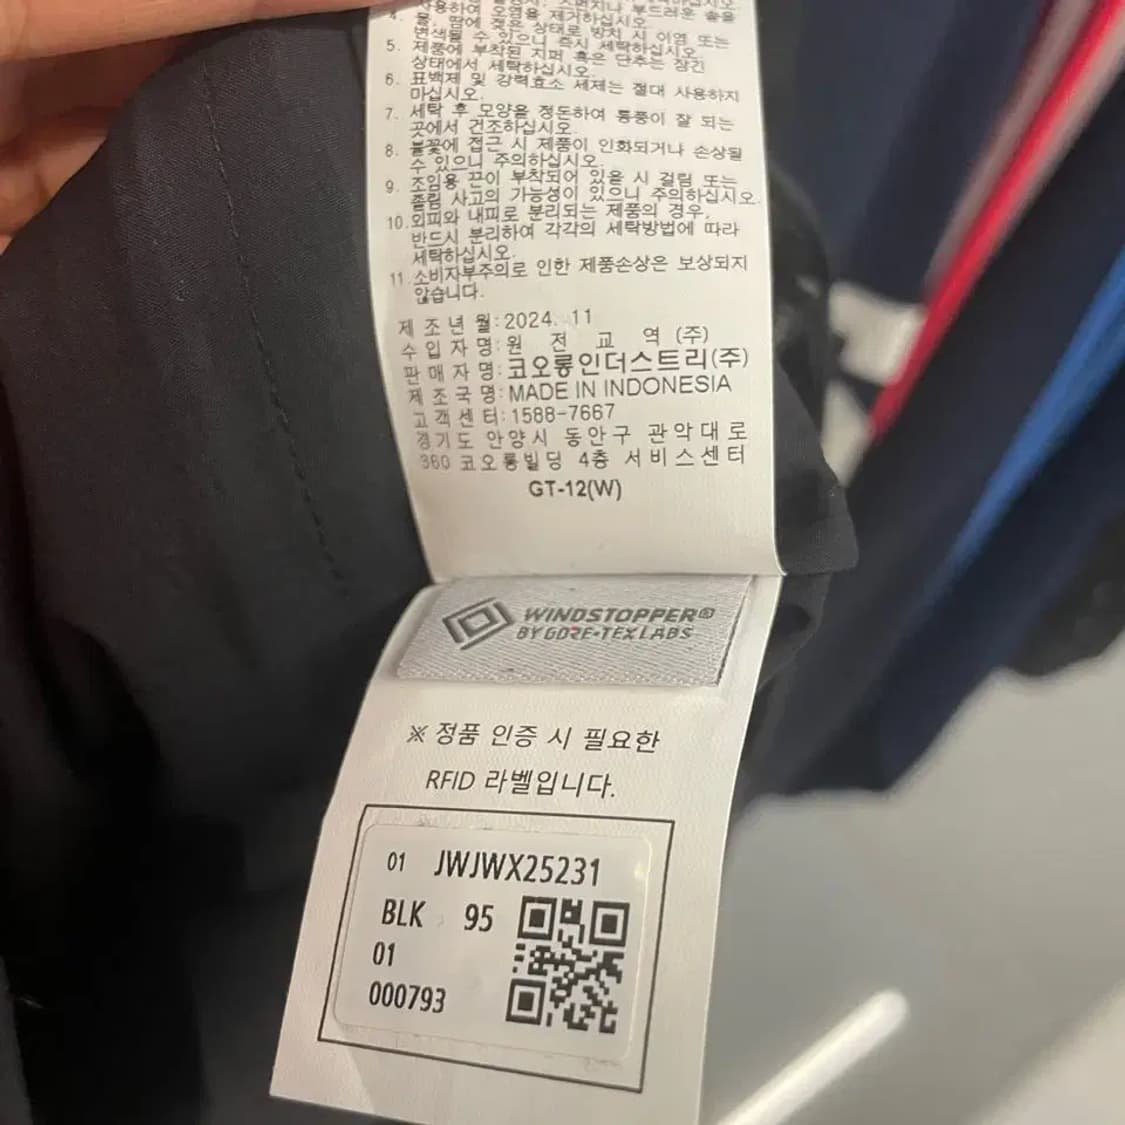 사용하여 오염을 제거하십시오.
4. 물, 땀에 젖은 상태로 방치 시 이염 또는
변색될 수 있으니 즉시 세탁하십시오.
5. 제품에 부착된 지퍼 혹은 단추는 잠긴
상태에서 세탁하십시오.
6. 표백제 및 강력효소 세제는 절대 사용하지
마십시오.
7. 세탁 후 모양을 정돈하여 통풍이 잘 되는
곳에서 건조하십시오.
8. 불꽃에 접근 시 제품이 인화되거나 손상될
수 있으니 주의하십시오.
9. 조임용 끈이 부착되어 있을 시 걸림 또는
졸림 사고의 가능성이 있으니 주의하십시오.
10. 외피와 내피로 분리되는 제품의 경우,
반드시 분리하여 각각의 세탁방법에 따라
세탁하십시오.
11. 소비자부주의로 인한 제품손상은 보상되지
않습니다.
제조년월:2024. 11
수입자명:원 전 교 역 (주)
판매자명:코오롱인더스트리(주)
제조국명:MADE IN INDONESIA
고객센터:1588-7667
경기도 안양시 동안구 관악대로
360 코오롱빌딩 4층 서비스센터
GT-12(W)
WINDSTOPPER®
BY GORE-TEX LABS
※ 정품 인증 시 필요한
RFID 라벨입니다.
01 JWJWX25231
BLK 95
01
000793